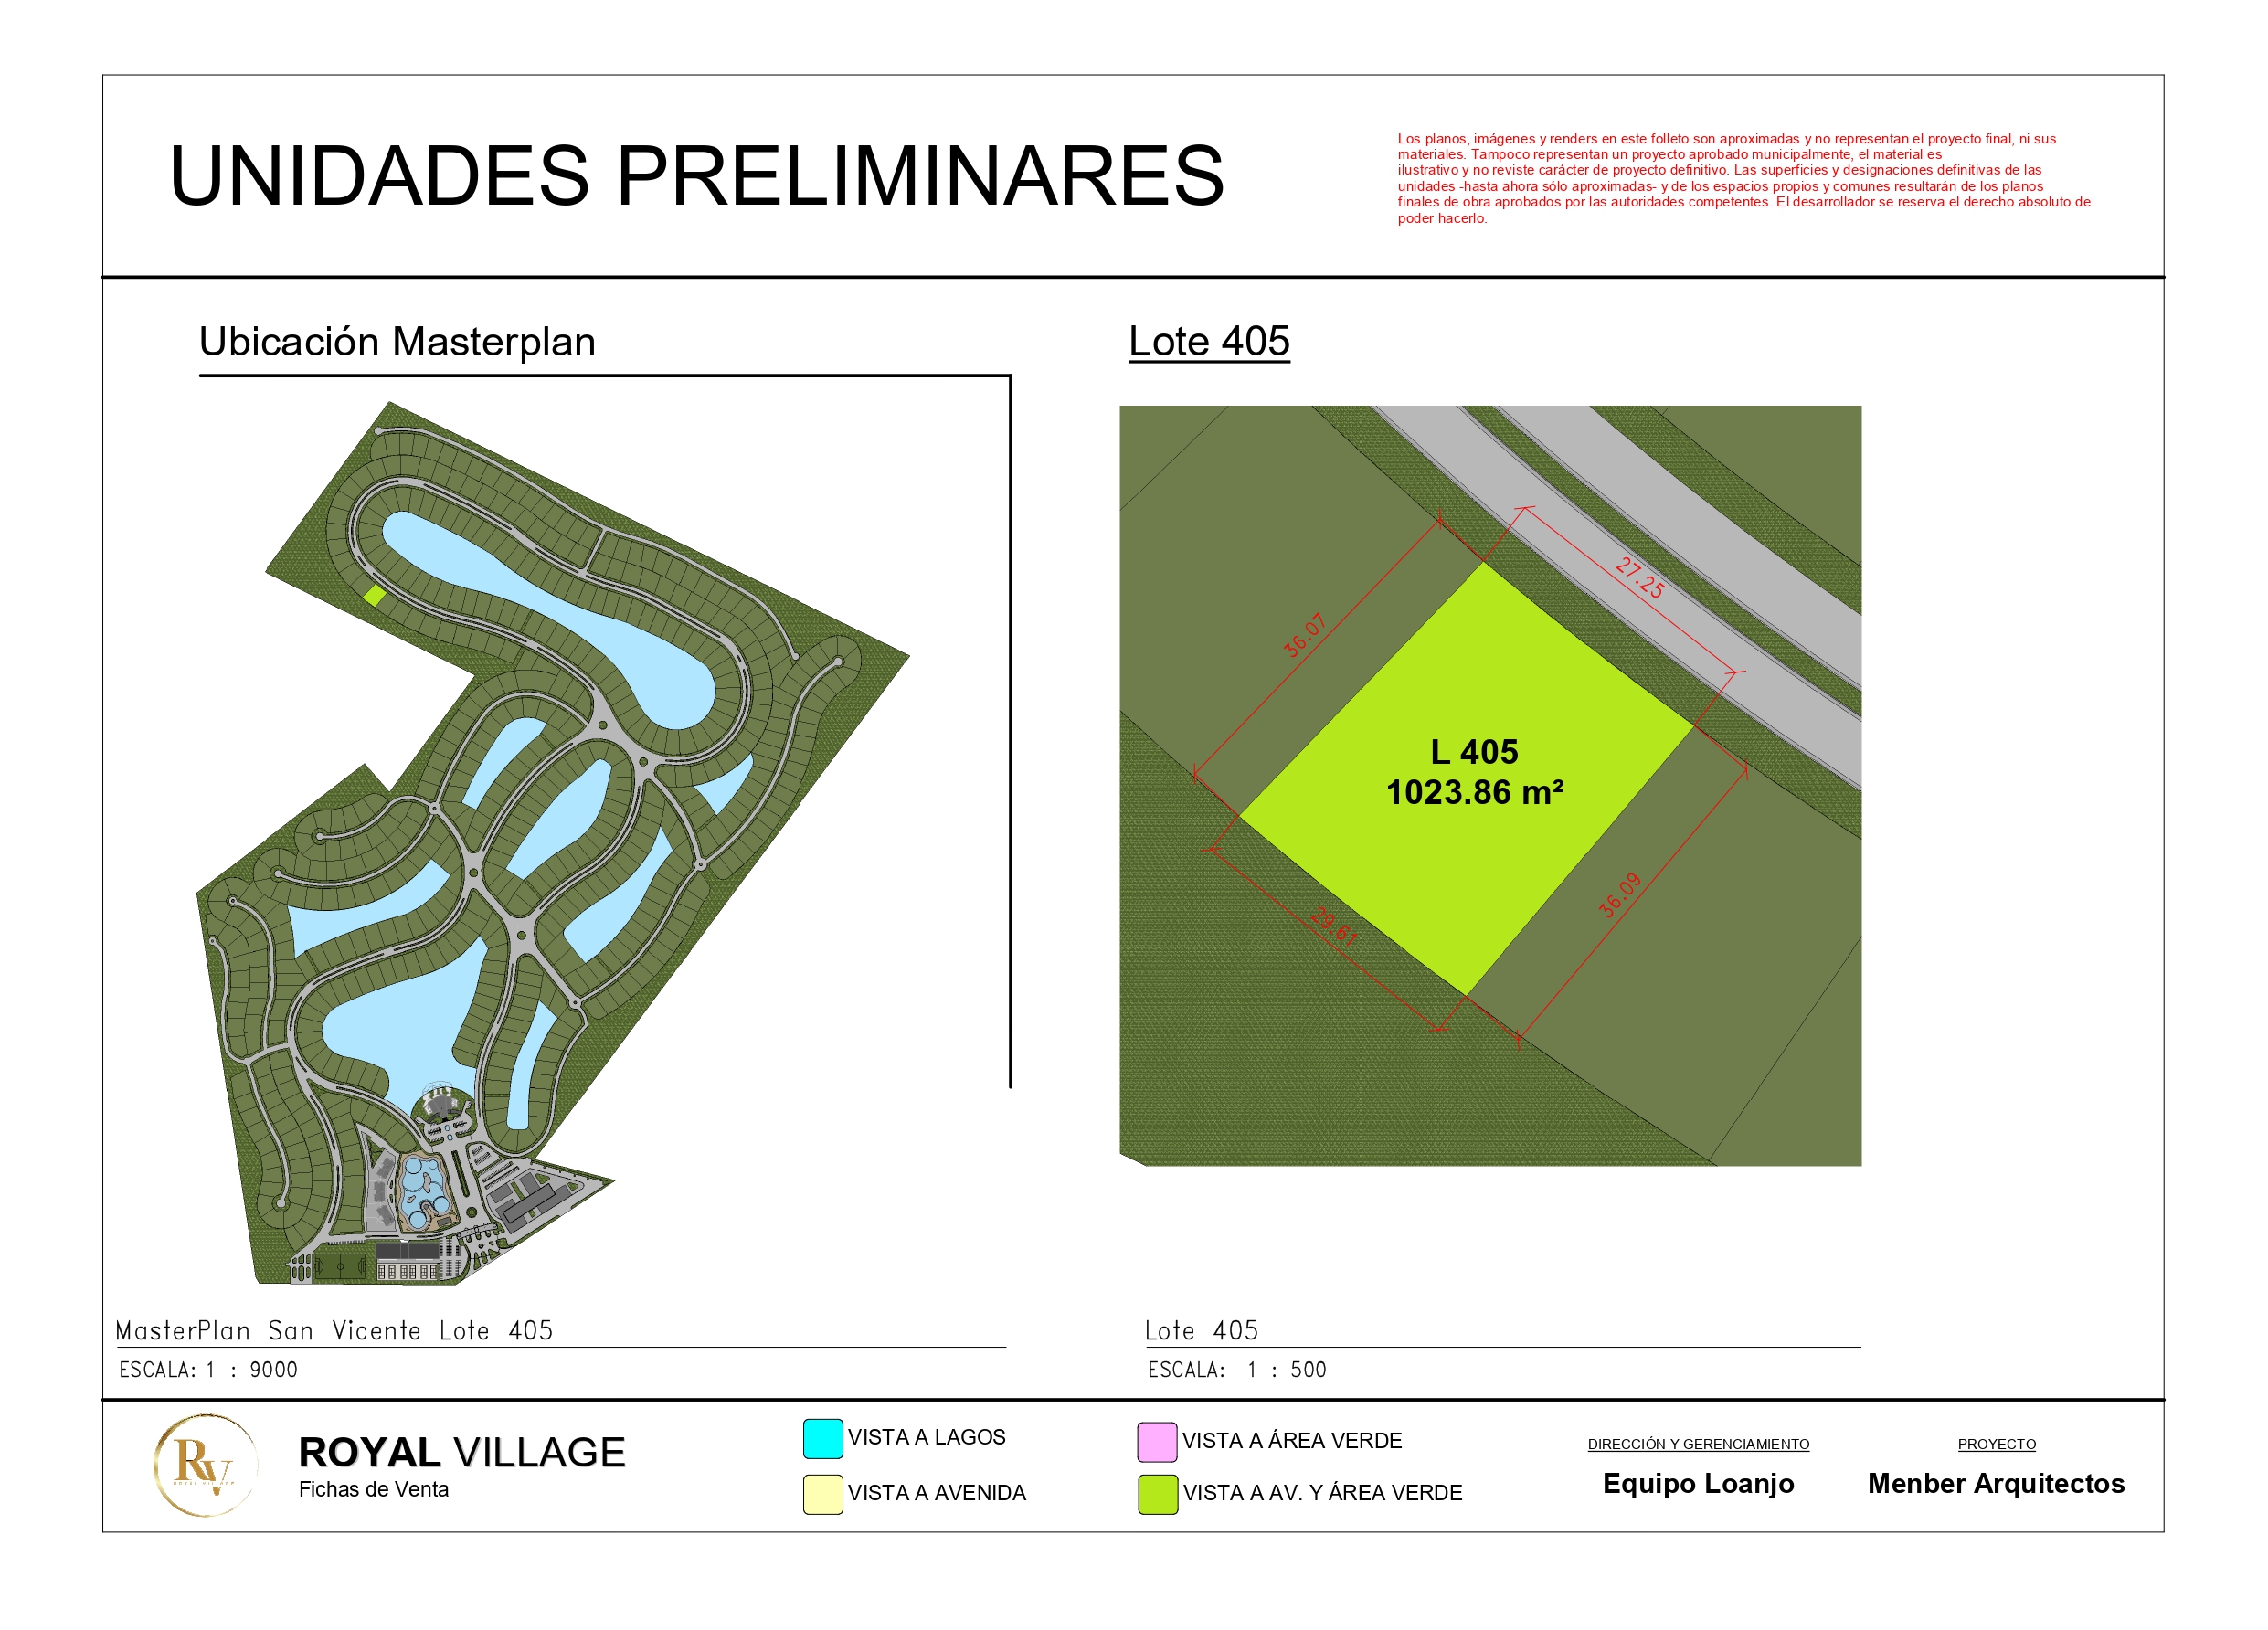 UNIDADES PRELIMINARES
Los planos, imágenes y renders en este folleto son aproximadas y no representan el proyecto final, ni sus
materiales. Tampoco representan un proyecto aprobado municipalmente, el material es
ilustrativo y no reviste carácter de proyecto definitivo. Las superficies y designaciones definitivas de las
unidades -hasta ahora sólo aproximadas- y de los espacios propios y comunes resultarán de los planos
finales de obra aprobados por las autoridades competentes. El desarrollador se reserva el derecho absoluto de
poder hacerlo.
Ubicación Masterplan
Lote 405
27.25
36.07
L 405
1023.86 m²
36.09
29.61
MasterPlan San Vicente Lote 405
ESCALA: 1 : 9000
Lote 405
ESCALA: 1 : 500
RV
ROYAL VILLAGE
ROYAL VILLAGE
Fichas de Venta
VISTA A LAGOS
VISTA A AVENIDA
VISTA A ÁREA VERDE
VISTA A AV. Y ÁREA VERDE
DIRECCIÓN Y GERENCIAMIENTO
Equipo Loanjo
PROYECTO
Menber Arquitectos